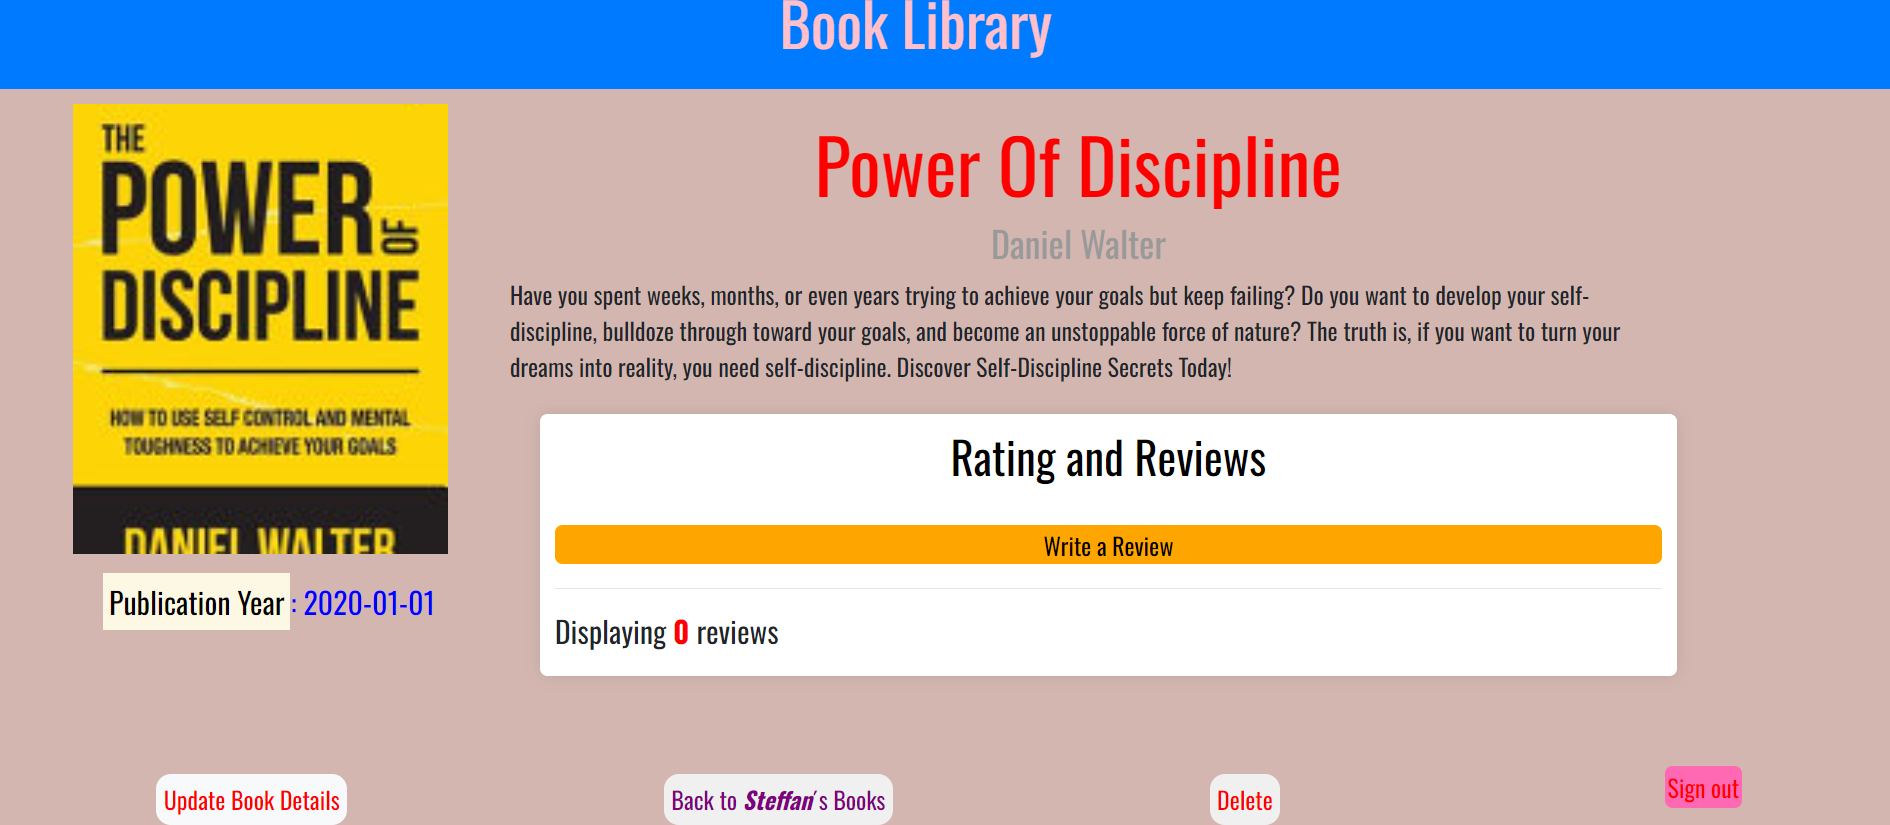 Book Library
THE
POWER OF
DISCIPLINE
HOW TO USE SELF CONTROL AND MENTAL
TOUGHNESS TO ACHIEVE YOUR GOALS
DANIEL WALTER
Publication Year : 2020-01-01
Power Of Discipline
Daniel Walter
Have you spent weeks, months, or even years trying to achieve your goals but keep failing? Do you want to develop your self-
discipline, bulldoze through toward your goals, and become an unstoppable force of nature? The truth is, if you want to turn your
dreams into reality, you need self-discipline. Discover Self-Discipline Secrets Today!
Rating and Reviews
Write a Review
Displaying 0 reviews
Update Book Details
Back to Steffan's Books
Delete
Sign out